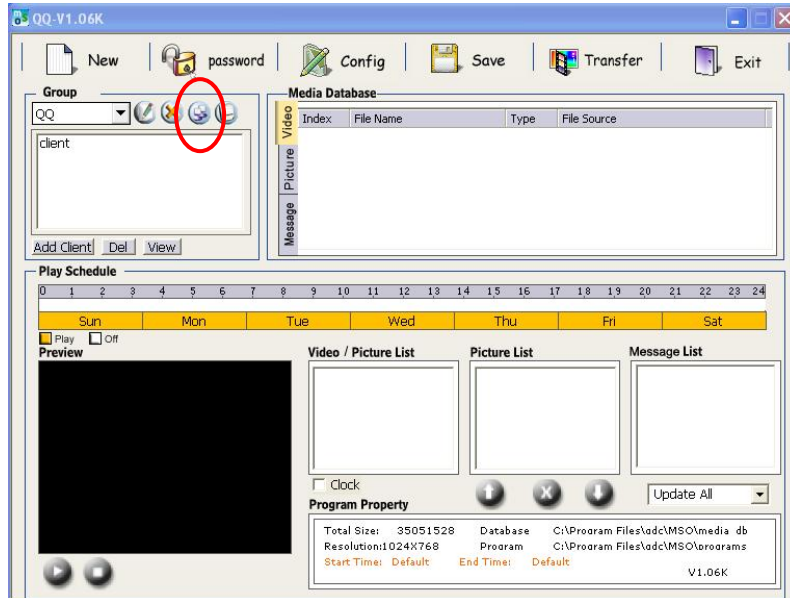 QQ-V1.06K
New password Config Save Transfer Exit
Group
QQ
client
Add Client Del View
Media Database
Video
Picture
Message
Index File Name Type File Source
Play Schedule
0 1 2 3 4 5 6 7 8 9 10 11 12 13 14 15 16 17 18 19 20 21 22 23 24
Sun Mon Tue Wed Thu Fri Sat
Play Off
Preview
Video / Picture List
Picture List
Message List
Clock
Update All
Program Property
Total Size: 35051528 Database C:\Program Files\adc\MSO\media db
Resolution:1024X768 Program C:\Program Files\adc\MSO\programs
Start Time: Default End Time: Default
V1.06K